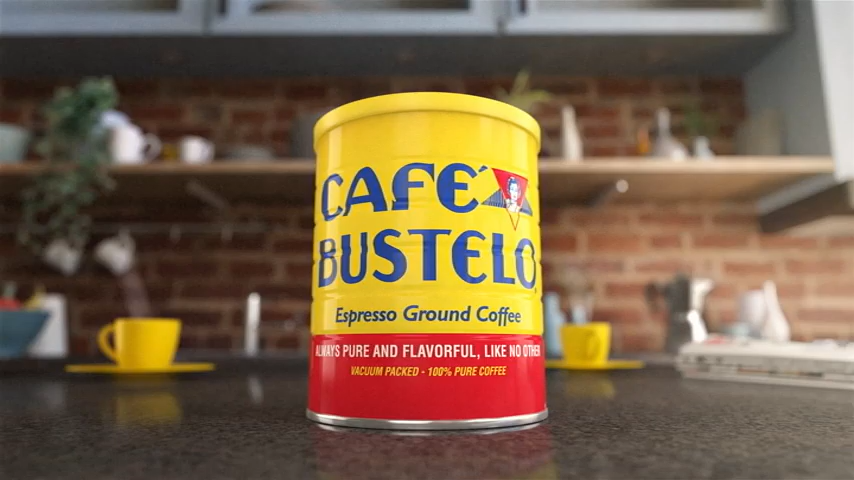 CAFÉ
BUSTELO
Espresso Ground Coffee
ALWAYS PURE AND FLAVORFUL, LIKE NO OTHER
VACUUM PACKED - 100% PURE COFFEE